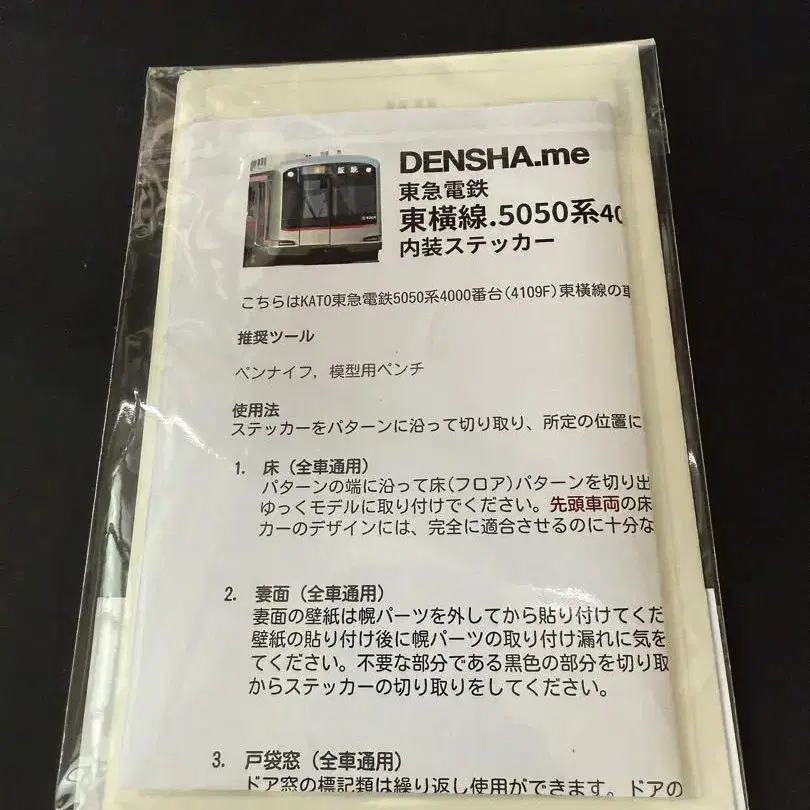 DENSHA.me
東急電鉄
東横線.5050系40
内装ステッカー
こちらはKATO東急電鉄5050系4000番台(4109F)東横線の車
推奨ツール
ペンナイフ, 模型用ペンチ
使用法
ステッカーをパターンに沿って切り取り、所定の位置に
1. 床（全車通用）
パターンの端に沿って床(フロア)パターンを切り出
ゆっくモデルに取り付けでください。先頭車両の床
カーのデザインには、完全に適合させるのに十分な
2. 妻面（全車通用）
妻面の壁紙は幌パーツを外してから貼り付けてくだ
壁紙の貼り付け後に幌パーツの取り付け漏れに気を
てください。不要な部分である黒色の部分を切り取
からステッカーの切り取りをしてください。
3. 戸袋窓（全車通用）
ドア窓の標記類は繰り返し使用ができます。ドアの